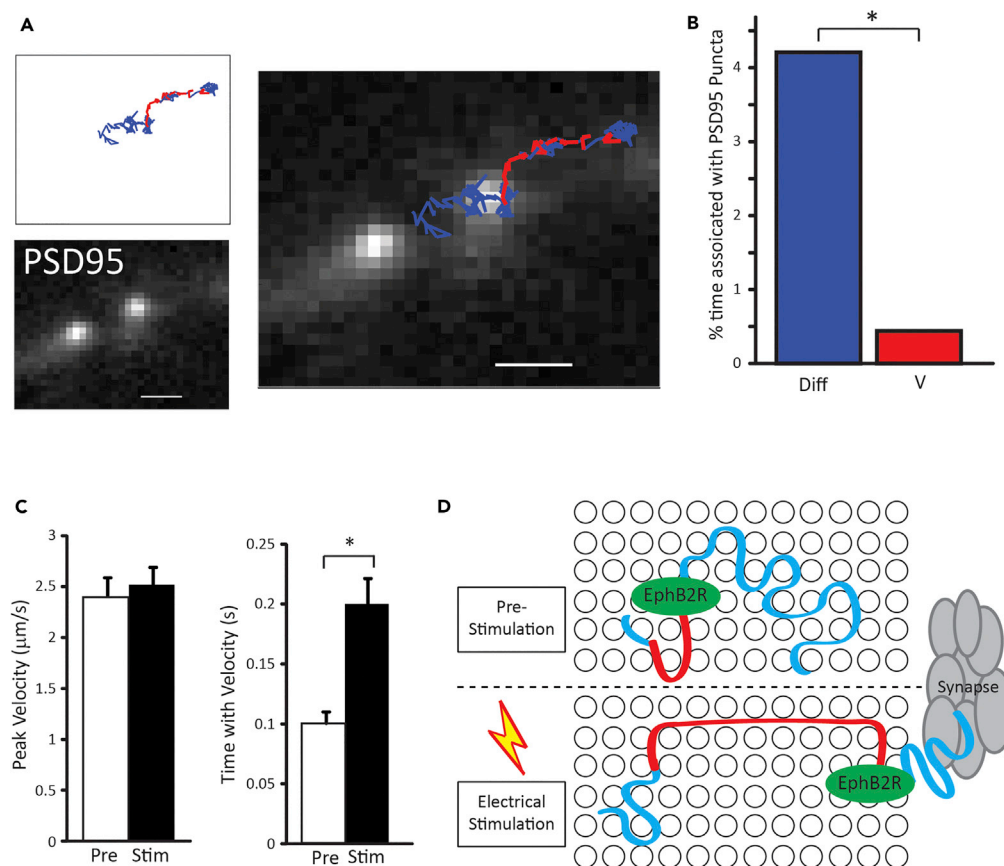 A
PSD95
B
% time assoicated with PSD95 Puncta
4
3
2
1
0
*
Diff
V
C
Peak Velocity (μm/s)
3
2.5
2
1.5
1
0.5
0
Pre
Stim
Time with Velocity (s)
0.25
0.2
0.15
0.1
0.05
0
*
Pre
Stim
D
Pre-
Stimulation
EphB2R
Synapse
Electrical
Stimulation
EphB2R